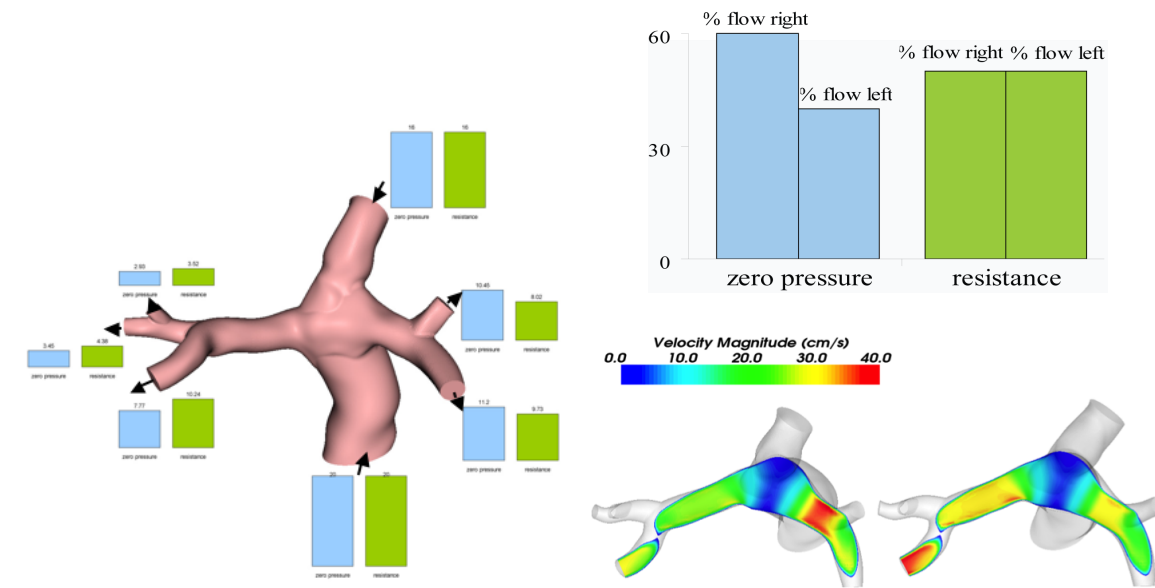 % flow right
60
% flow left
30
0
zero pressure
% flow right % flow left
resistance
16 16
zero pressure resistance
2.93 3.52
zero pressure resistance
3.45 4.38
zero pressure resistance
7.77 10.24
zero pressure resistance
10.45 8.02
zero pressure resistance
11.2 9.73
zero pressure resistance
20 20
zero pressure resistance
Velocity Magnitude (cm/s)
0.0 10.0 20.0 30.0 40.0